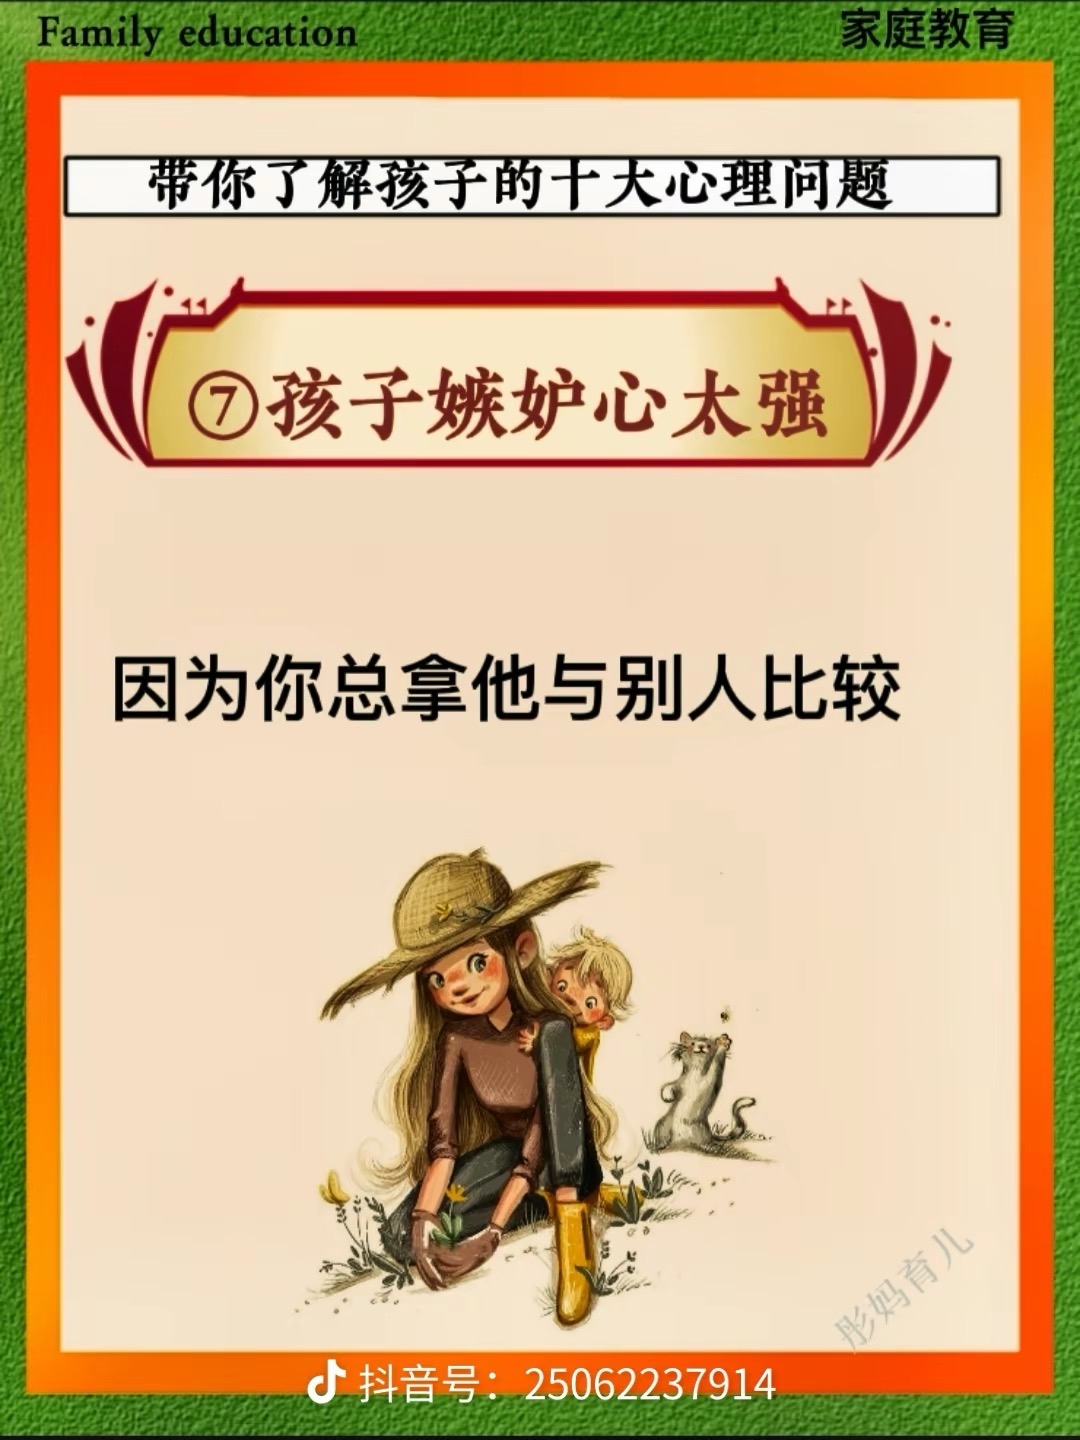 Family education
家庭教育
带你了解孩子的十大心理问题
⑦孩子嫉妒心太强
因为你总拿他与别人比较
彤妈育儿
抖音号：25062237914